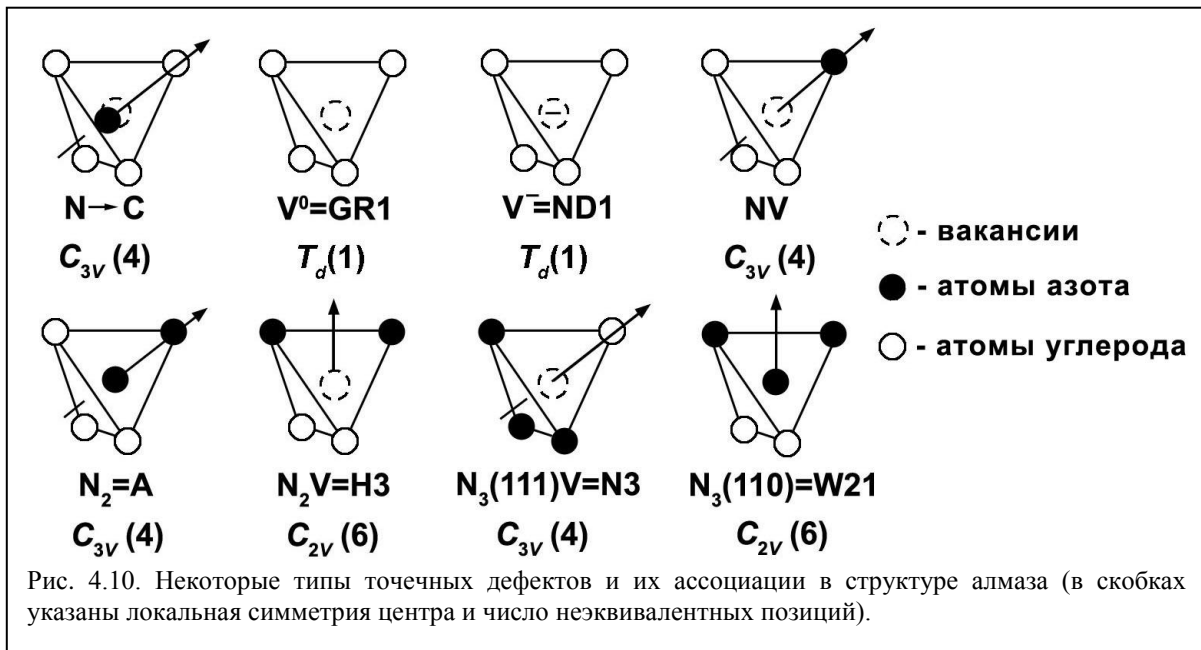 N→C
V⁰=GR1
V⁻=ND1
NV
C₃ᵥ (4)
T_d(1)
T_d(1)
C₃ᵥ (4)
- вакансии
- атомы азота
- атомы углерода
N₂=A
N₂V=H3
N₃(111)V=N3
N₃(110)=W21
C₃ᵥ (4)
C₂ᵥ (6)
C₃ᵥ (4)
C₂ᵥ (6)
Рис. 4.10. Некоторые типы точечных дефектов и их ассоциации в структуре алмаза (в скобках
указаны локальная симметрия центра и число неэквивалентных позиций).